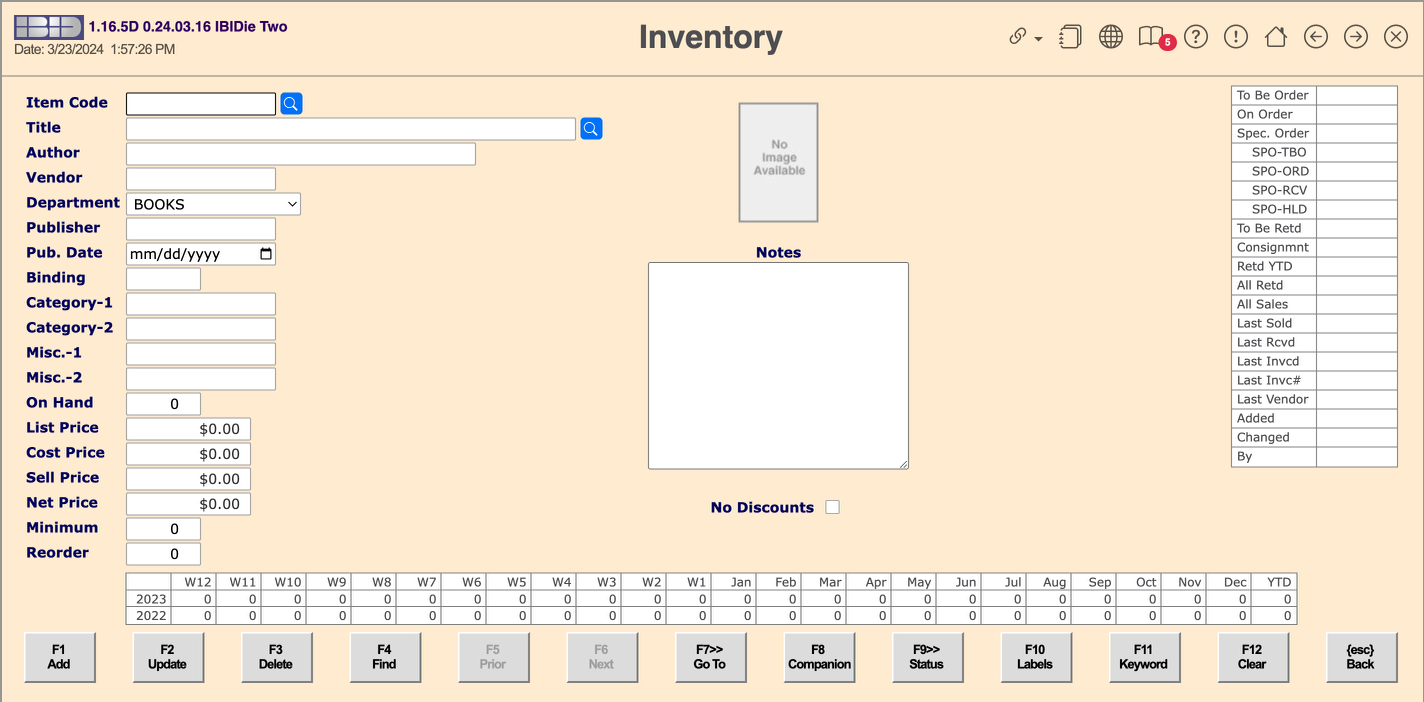 IBID 1.16.5D 0.24.03.16 IBIDie Two
Date: 3/23/2024 1:57:26 PM
Inventory
5
Item Code
Title
Author
Vendor
Department BOOKS
Publisher
Pub. Date mm/dd/yyyy
Binding
Category-1
Category-2
Misc.-1
Misc.-2
On Hand 0
List Price $0.00
Cost Price $0.00
Sell Price $0.00
Net Price $0.00
Minimum 0
Reorder 0
No
Image
Available
Notes
No Discounts
To Be Order
On Order
Spec. Order
SPO-TBO
SPO-ORD
SPO-RCV
SPO-HLD
To Be Retd
Consignmnt
Retd YTD
All Retd
All Sales
Last Sold
Last Rcvd
Last Invcd
Last Invc#
Last Vendor
Added
Changed
By
W12 W11 W10 W9 W8 W7 W6 W5 W4 W3 W2 W1 Jan Feb Mar Apr May Jun Jul Aug Sep Oct Nov Dec YTD
2023 0 0 0 0 0 0 0 0 0 0 0 0 0 0 0 0 0 0 0 0 0 0 0 0 0
2022 0 0 0 0 0 0 0 0 0 0 0 0 0 0 0 0 0 0 0 0 0 0 0 0 0
F1
Add
F2
Update
F3
Delete
F4
Find
F5
Prior
F6
Next
F7>>
Go To
F8
Companion
F9>>
Status
F10
Labels
F11
Keyword
F12
Clear
{esc}
Back